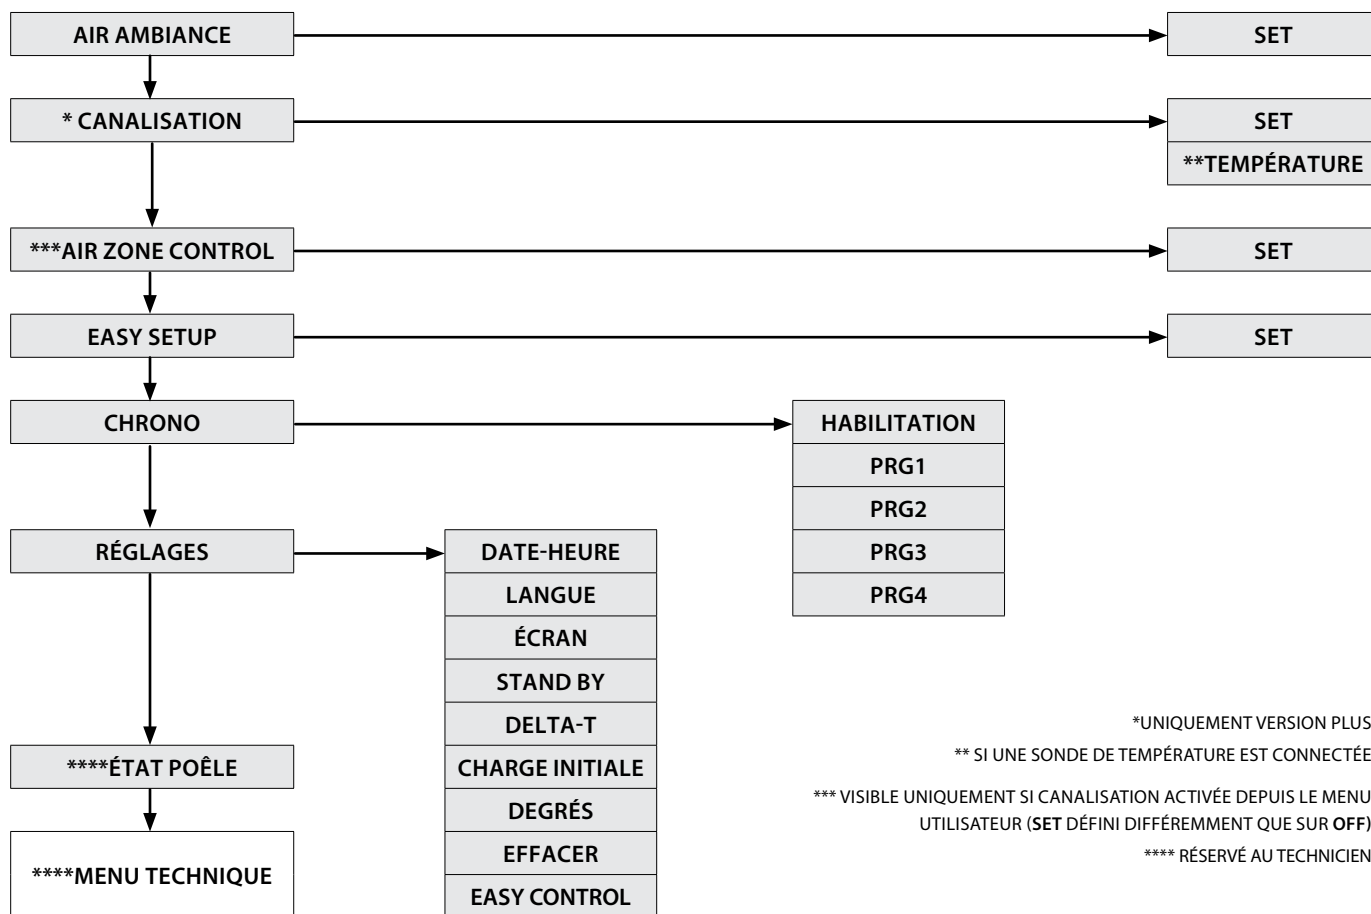 AIR AMBIANCE
SET
* CANALISATION
SET
**TEMPÉRATURE
***AIR ZONE CONTROL
SET
EASY SETUP
SET
CHRONO
HABILITATION
PRG1
PRG2
PRG3
PRG4
RÉGLAGES
DATE-HEURE
LANGUE
ÉCRAN
STAND BY
DELTA-T
CHARGE INITIALE
DEGRÉS
EFFACER
EASY CONTROL
****ÉTAT POÊLE
****MENU TECHNIQUE
*UNIQUEMENT VERSION PLUS
** SI UNE SONDE DE TEMPÉRATURE EST CONNECTÉE
*** VISIBLE UNIQUEMENT SI CANALISATION ACTIVÉE DEPUIS LE MENU
UTILISATEUR (SET DÉFINI DIFFÉREMMENT QUE SUR OFF)
**** RÉSERVÉ AU TECHNICIEN